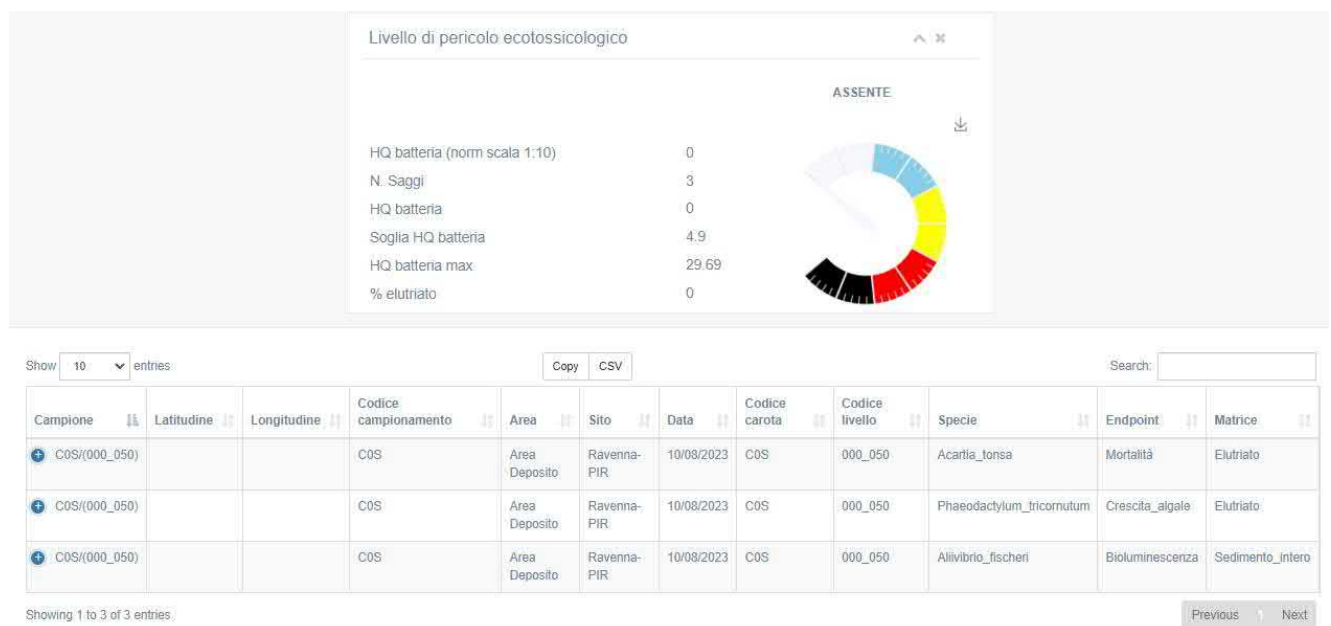 Livello di pericolo ecotossicologico
ASSENTE
HQ batteria (norm scala 1:10) 0
N. Saggi 3
HQ batteria 0
Soglia HQ batteria 4.9
HQ batteria max 29.69
% elutriato 0
Show 10 entries Copy CSV Search:
Campione Latitudine Longitudine Codice campionamento Area Sito Data Codice carota Codice livello Specie Endpoint Matrice
C0S/(000_050) C0S Area Deposito Ravenna-PIR 10/08/2023 C0S 000_050 Acartia_tonsa Mortalità Elutriato
C0S/(000_050) C0S Area Deposito Ravenna-PIR 10/08/2023 C0S 000_050 Phaeodactylum_tricornutum Crescita_algale Elutriato
C0S/(000_050) C0S Area Deposito Ravenna-PIR 10/08/2023 C0S 000_050 Aliivibrio_fischeri Bioluminescenza Sedimento_intero
Showing 1 to 3 of 3 entries Previous 1 Next